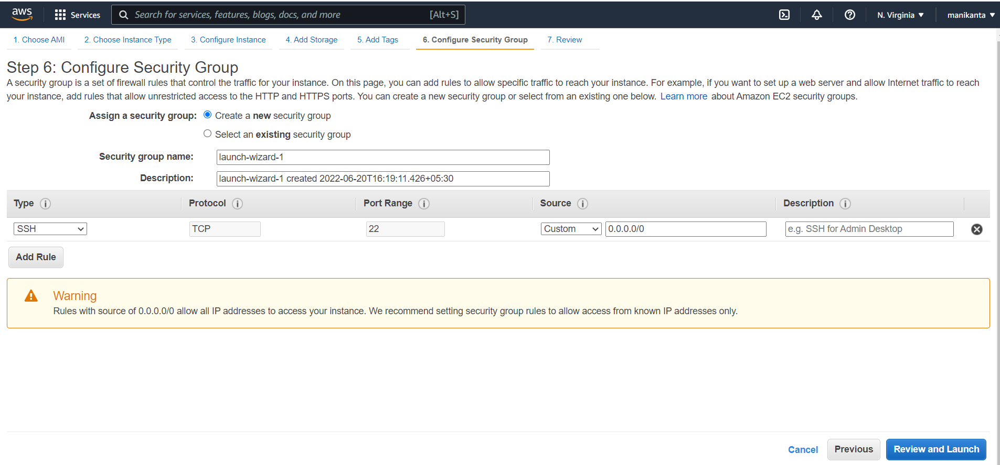 aws Services Search for services, features, blogs, docs, and more [Alt+S] N. Virginia manikanta
1. Choose AMI 2. Choose Instance Type 3. Configure Instance 4. Add Storage 5. Add Tags 6. Configure Security Group 7. Review
Step 6: Configure Security Group
A security group is a set of firewall rules that control the traffic for your instance. On this page, you can add rules to allow specific traffic to reach your instance. For example, if you want to set up a web server and allow Internet traffic to reach
your instance, add rules that allow unrestricted access to the HTTP and HTTPS ports. You can create a new security group or select from an existing one below. Learn more about Amazon EC2 security groups.
Assign a security group: Create a new security group
Select an existing security group
Security group name: launch-wizard-1
Description: launch-wizard-1 created 2022-06-20T16:19:11.426+05:30
Type Protocol Port Range Source Description
SSH TCP 22 Custom 0.0.0.0/0 e.g. SSH for Admin Desktop
Add Rule
Warning
Rules with source of 0.0.0.0/0 allow all IP addresses to access your instance. We recommend setting security group rules to allow access from known IP addresses only.
Cancel Previous Review and Launch